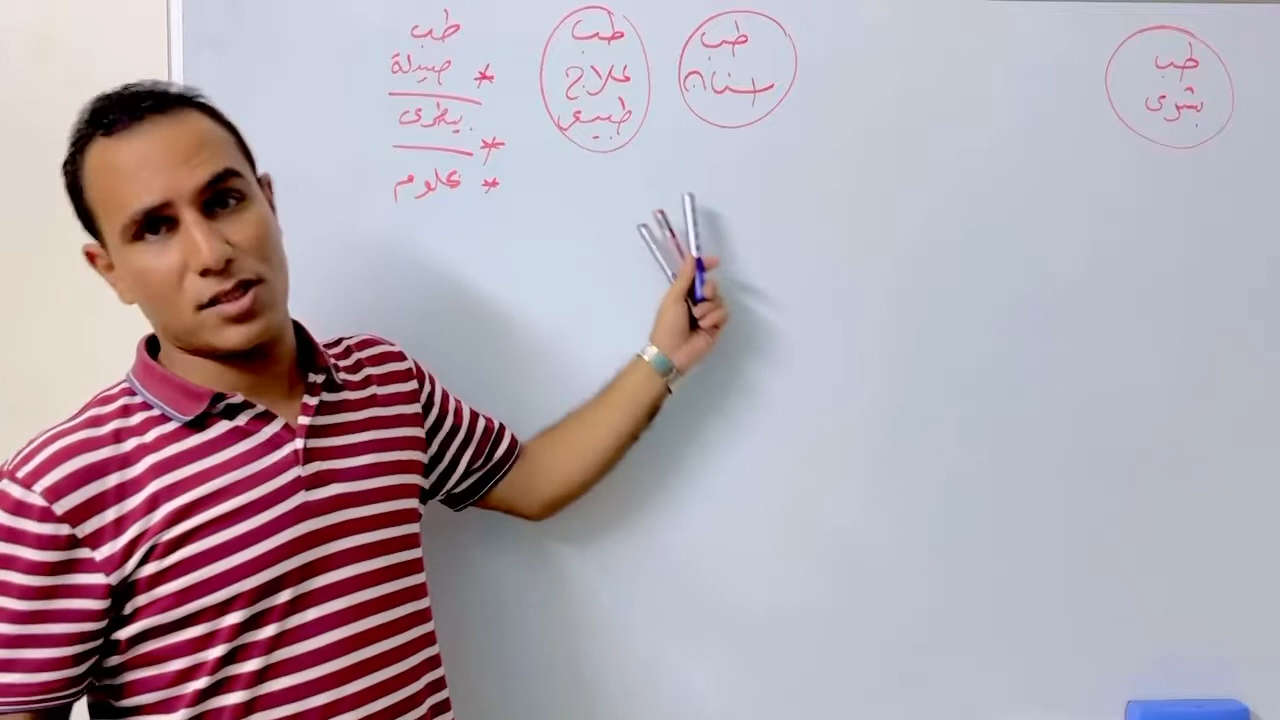 طب
بشرى
طب
اسنان
طب
علاج
طبيعى
طب
صيدلة *
بيطرى
*
علوم *